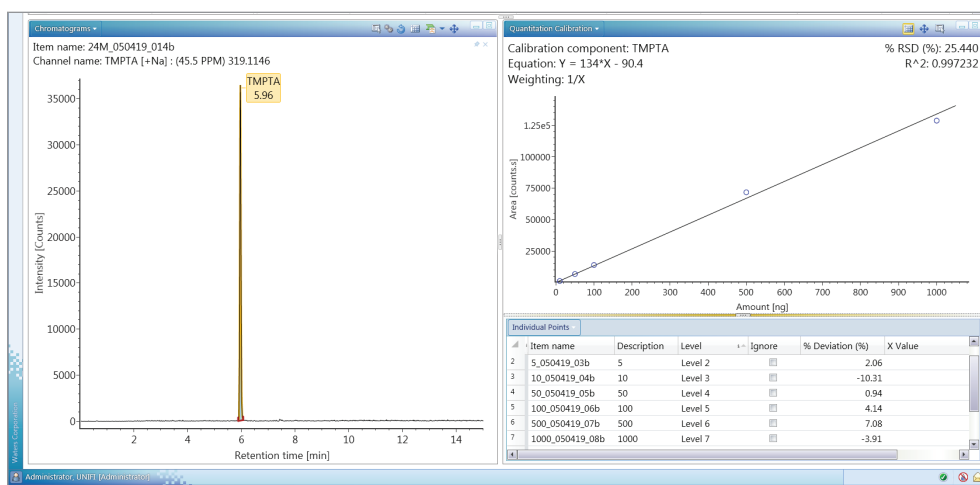 Chromatograms
Item name: 24M_050419_014b
Channel name: TMPTA [+Na] : (45.5 PPM) 319.1146
TMPTA
5.96
35000
30000
25000
20000
15000
10000
5000
0
Intensity [Counts]
2 4 6 8 10 12 14
Retention time [min]
Quantitation Calibration
Calibration component: TMPTA % RSD (%): 25.440
Equation: Y = 134*X - 90.4 R^2: 0.997232
Weighting: 1/X
1.25e5
100000
75000
50000
25000
Area [counts.s]
0 100 200 300 400 500 600 700 800 900 1000
Amount [ng]
Individual Points
Item name Description Level Ignore % Deviation (%) X Value
2 5_050419_03b 5 Level 2 2.06
3 10_050419_04b 10 Level 3 -10.31
4 50_050419_05b 50 Level 4 0.94
5 100_050419_06b 100 Level 5 4.14
6 500_050419_07b 500 Level 6 7.08
7 1000_050419_08b 1000 Level 7 -3.91
Waters Corporation
Administrator, UNIFI [Administrator]